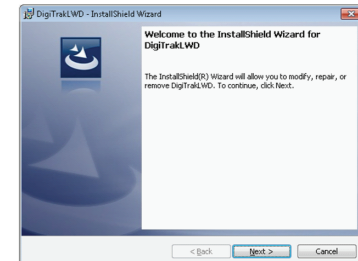 DigiTrakLWD - InstallShield Wizard
Welcome to the InstallShield Wizard for
DigiTrakLWD
The InstallShield(R) Wizard will allow you to modify, repair, or
remove DigiTrakLWD. To continue, click Next.
< Back
Next >
Cancel